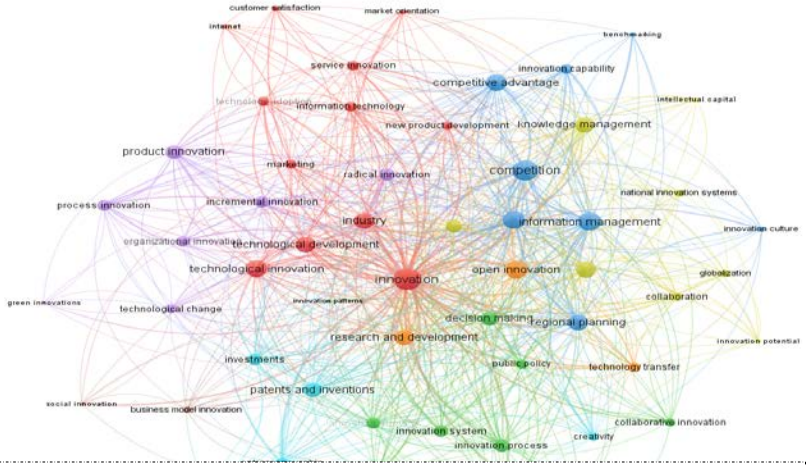 customer satisfaction
market orientation
internet
benchmarking
service innovation
innovation capability
competitive advantage
technology adoption
information technology
intellectual capital
new product development
knowledge management
product innovation
marketing
radical innovation
competition
national innovation systems
process innovation
incremental innovation
industry
information management
innovation culture
organizational innovation
technological development
technological innovation
open innovation
globalization
innovation
collaboration
green innovations
innovation patterns
technological change
decision making
regional planning
research and development
innovation potential
investments
public policy
technology transfer
patents and inventions
social innovation
business model innovation
collaborative innovation
innovation system
creativity
innovation process